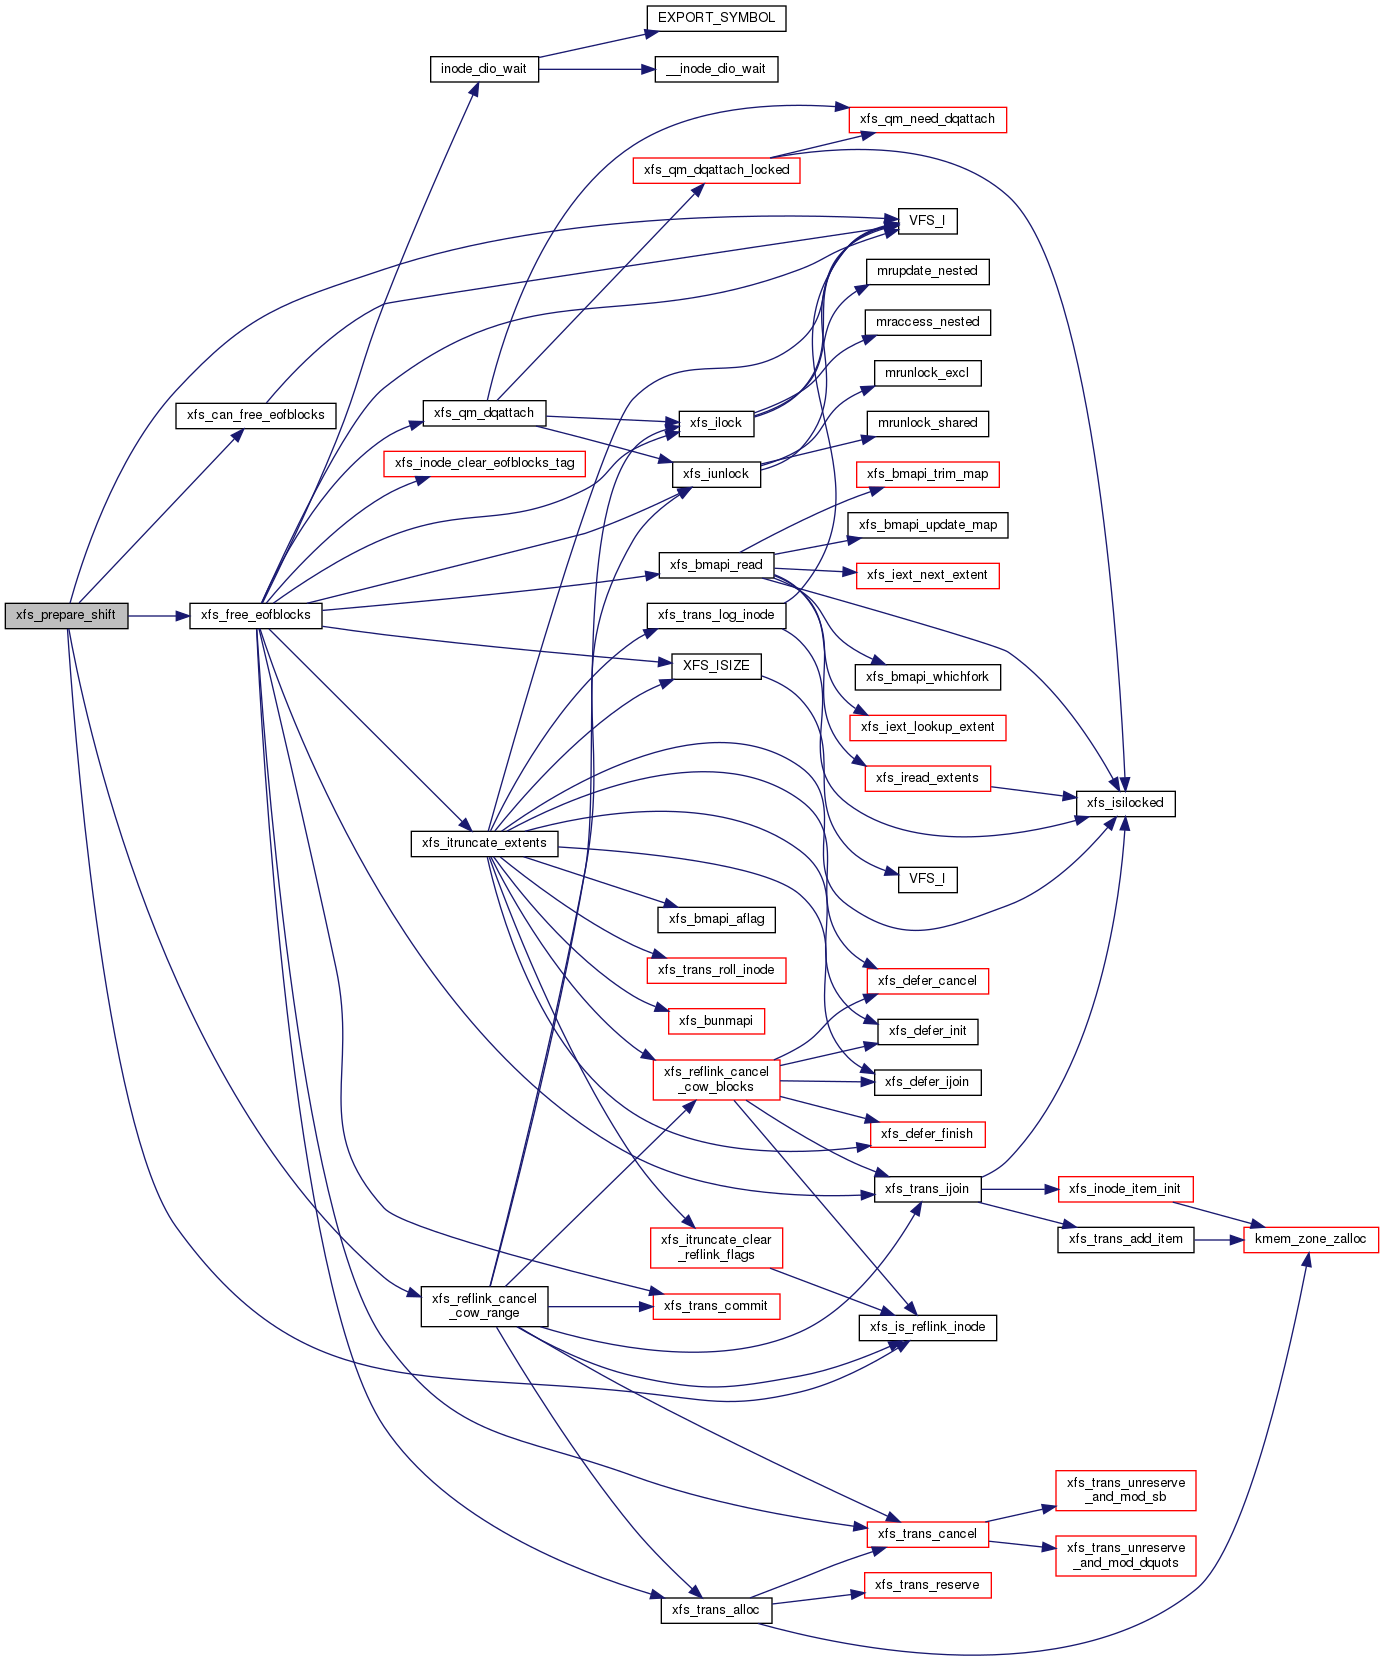 EXPORT_SYMBOL
inode_dio_wait
__inode_dio_wait
xfs_qm_need_dqattach
xfs_qm_dqattach_locked
VFS_I
mrupdate_nested
mraccess_nested
mrunlock_excl
xfs_can_free_eofblocks
xfs_qm_dqattach
xfs_ilock
mrunlock_shared
xfs_inode_clear_eofblocks_tag
xfs_iunlock
xfs_bmapi_trim_map
xfs_bmapi_update_map
xfs_bmapi_read
xfs_iext_next_extent
xfs_prepare_shift
xfs_free_eofblocks
xfs_trans_log_inode
XFS_ISIZE
xfs_bmapi_whichfork
xfs_iext_lookup_extent
xfs_iread_extents
xfs_isilocked
xfs_itruncate_extents
VFS_I
xfs_bmapi_aflag
xfs_trans_roll_inode
xfs_defer_cancel
xfs_bunmapi
xfs_defer_init
xfs_reflink_cancel
_cow_blocks
xfs_defer_ijoin
xfs_defer_finish
xfs_trans_ijoin
xfs_inode_item_init
xfs_itruncate_clear
_reflink_flags
xfs_trans_add_item
kmem_zone_zalloc
xfs_reflink_cancel
_cow_range
xfs_trans_commit
xfs_is_reflink_inode
xfs_trans_unreserve
_and_mod_sb
xfs_trans_cancel
xfs_trans_unreserve
_and_mod_dquots
xfs_trans_reserve
xfs_trans_alloc